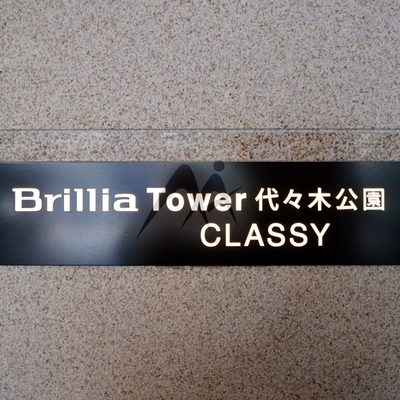 Brillia Tower 代々木公園
CLASSY